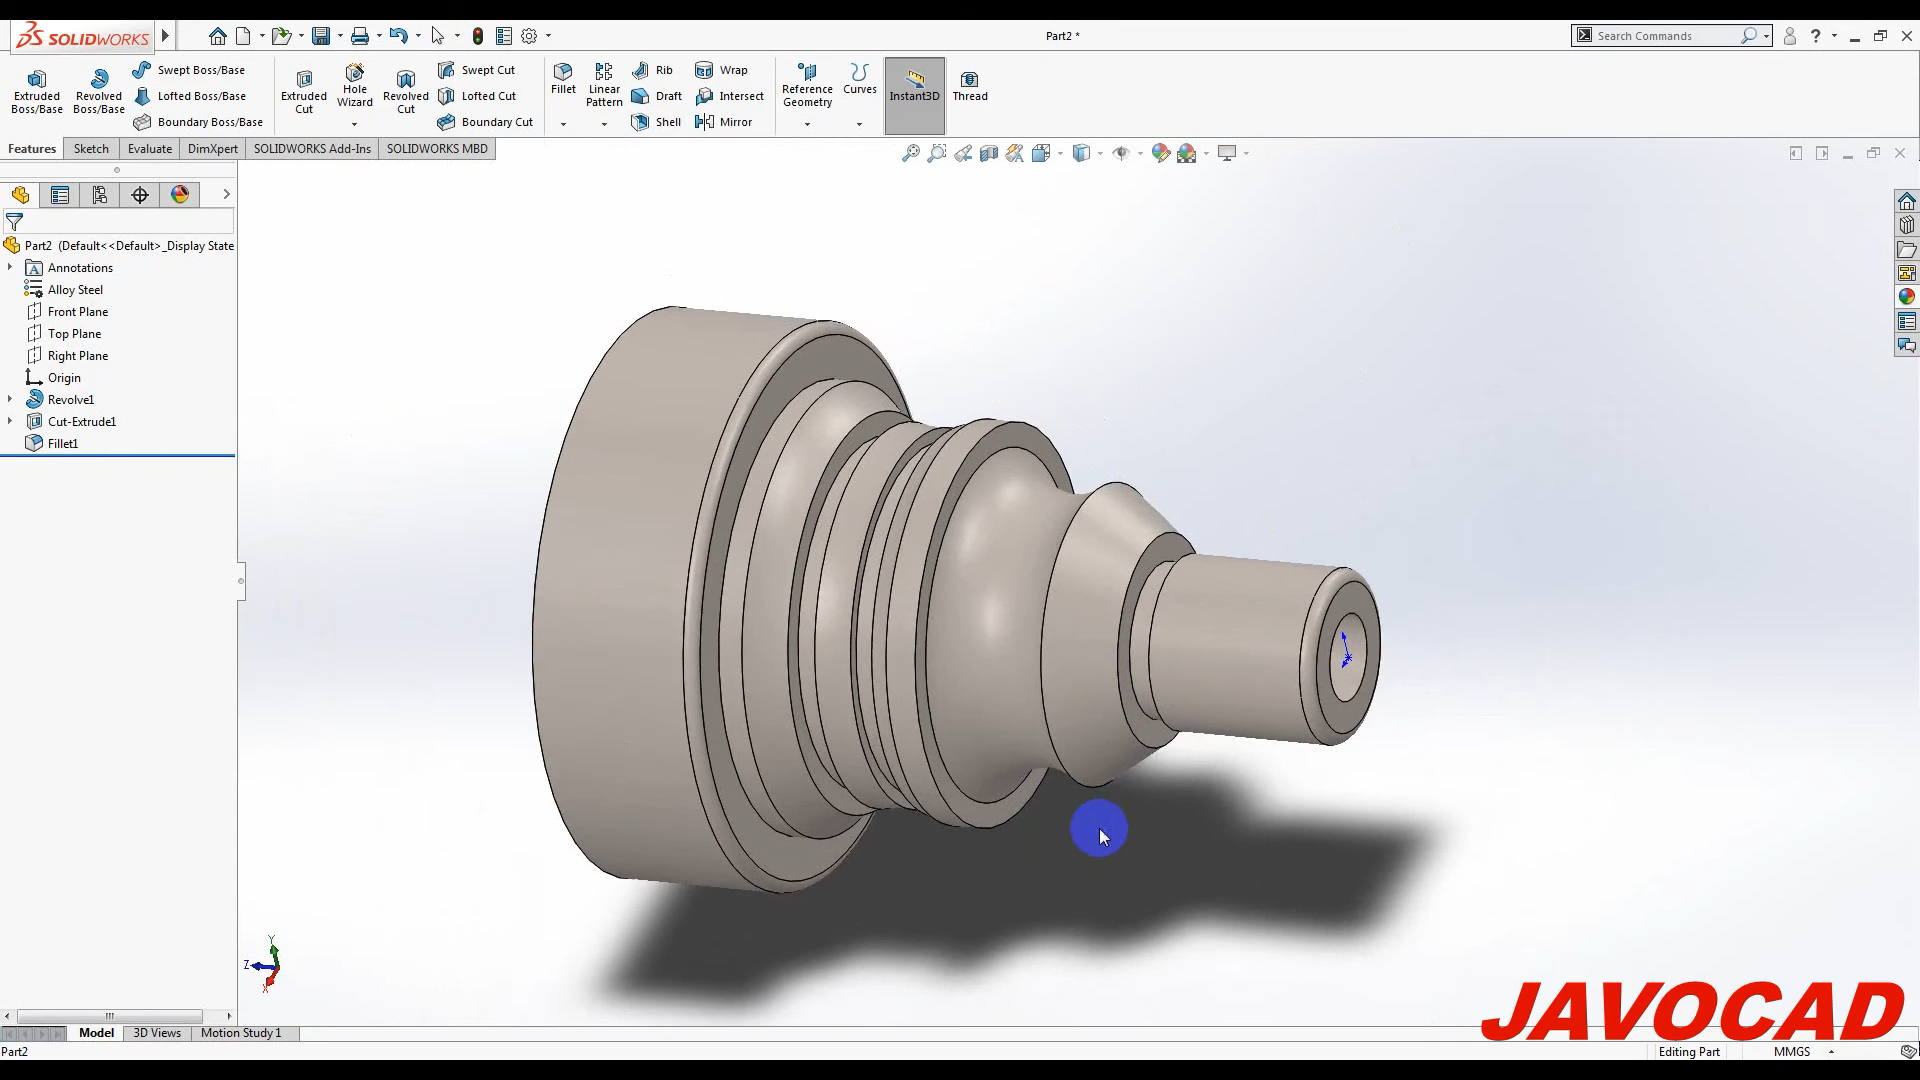 SOLIDWORKS
Part2 *
Search Commands
Extruded Boss/Base
Revolved Boss/Base
Swept Boss/Base
Lofted Boss/Base
Boundary Boss/Base
Extruded Cut
Hole Wizard
Revolved Cut
Swept Cut
Lofted Cut
Boundary Cut
Fillet
Linear Pattern
Rib
Draft
Shell
Wrap
Intersect
Mirror
Reference Geometry
Curves
Instant3D
Thread
Features
Sketch
Evaluate
DimXpert
SOLIDWORKS Add-Ins
SOLIDWORKS MBD
Part2 (Default<<Default>_Display State
Annotations
Alloy Steel
Front Plane
Top Plane
Right Plane
Origin
Revolve1
Cut-Extrude1
Fillet1
Y
Z
X
JAVOCAD
Model
3D Views
Motion Study 1
Part2
Editing Part
MMGS